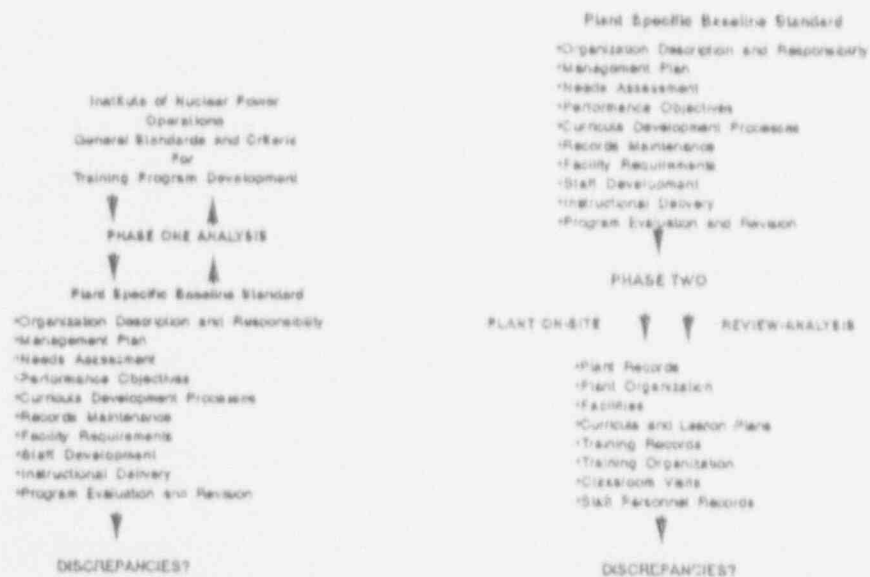 Institute of Nuclear Power
Operations
General Standards and Criteria
For
Training Program Development
PHASE ONE ANALYSIS
Plant Specific Baseline Standard
•Organization Description and Responsibility
•Management Plan
•Needs Assessment
•Performance Objectives
•Curricula Development Processes
•Records Maintenance
•Facility Requirements
•Staff Development
•Instructional Delivery
•Program Evaluation and Revision
DISCREPANCIES?
Plant Specific Baseline Standard
•Organization Description and Responsibility
•Management Plan
•Needs Assessment
•Performance Objectives
•Curricula Development Processes
•Records Maintenance
•Facility Requirements
•Staff Development
•Instructional Delivery
•Program Evaluation and Revision
PHASE TWO
PLANT ON-SITE REVIEW-ANALYSIS
•Plant Records
•Plant Organization
•Facilities
•Curricula and Lesson Plans
•Training Records
•Training Organization
•Classroom Visits
•Staff Personnel Records
DISCREPANCIES?